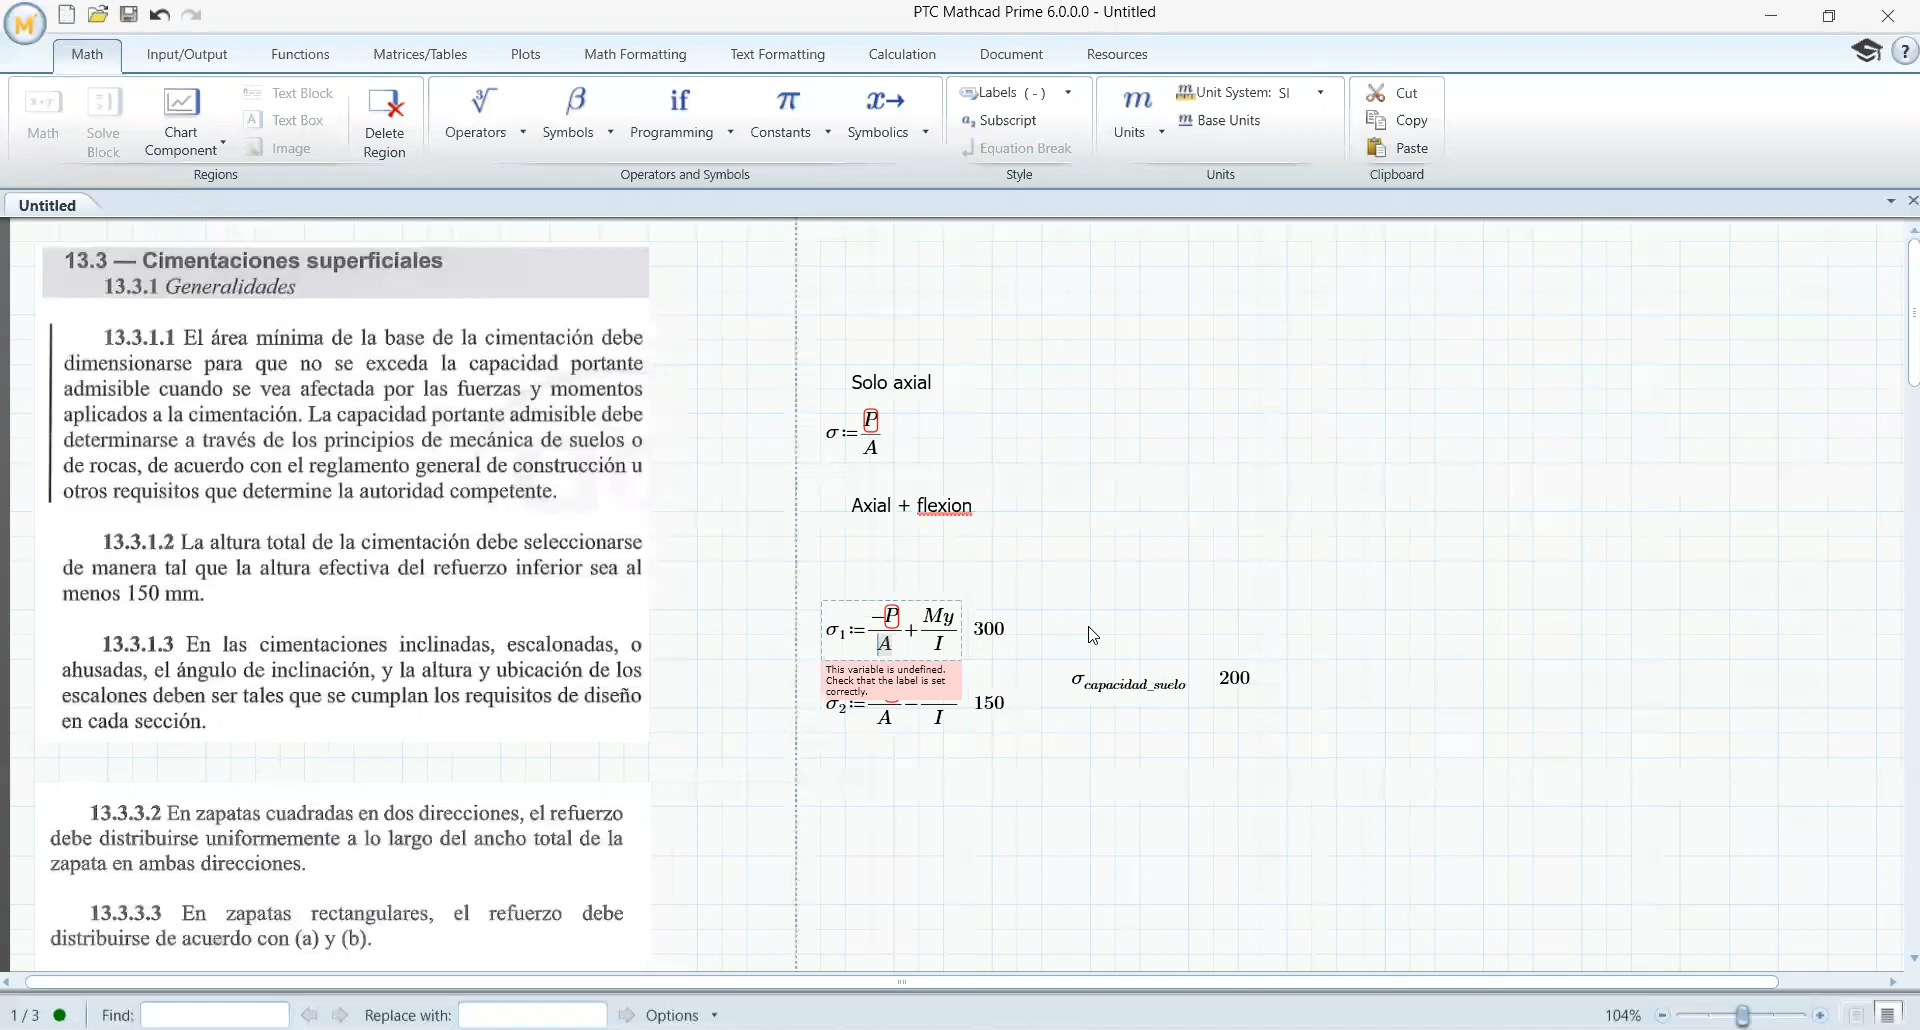 PTC Mathcad Prime 6.0.0.0 - Untitled
Math Input/Output Functions Matrices/Tables Plots Math Formatting Text Formatting Calculation Document Resources
Math
Solve Block
Chart Component
Text Block
Text Box
Image
Delete Region
Regions
Operators
Symbols
Programming
Constants
Symbolics
Operators and Symbols
Labels ( - )
Subscript
Equation Break
Style
Units
Unit System: SI
Base Units
Units
Cut
Copy
Paste
Clipboard
Untitled
13.3 — Cimentaciones superficiales
13.3.1 Generalidades
13.3.1.1 El área mínima de la base de la cimentación debe
dimensionarse para que no se exceda la capacidad portante
admisible cuando se vea afectada por las fuerzas y momentos
aplicados a la cimentación. La capacidad portante admisible debe
determinarse a través de los principios de mecánica de suelos o
de rocas, de acuerdo con el reglamento general de construcción u
otros requisitos que determine la autoridad competente.
13.3.1.2 La altura total de la cimentación debe seleccionarse
de manera tal que la altura efectiva del refuerzo inferior sea al
menos 150 mm.
13.3.1.3 En las cimentaciones inclinadas, escalonadas, o
ahusadas, el ángulo de inclinación, y la altura y ubicación de los
escalones deben ser tales que se cumplan los requisitos de diseño
en cada sección.
13.3.3.2 En zapatas cuadradas en dos direcciones, el refuerzo
debe distribuirse uniformemente a lo largo del ancho total de la
zapata en ambas direcciones.
13.3.3.3 En zapatas rectangulares, el refuerzo debe
distribuirse de acuerdo con (a) y (b).
Solo axial
σ := P / A
Axial + flexion
σ1 := -P / A + My / I 300
This variable is undefined.
Check that the label is set
correctly.
σ2 := / A - / I 150
σcapacidad_suelo 200
1 / 3 Find: Replace with: Options 104%